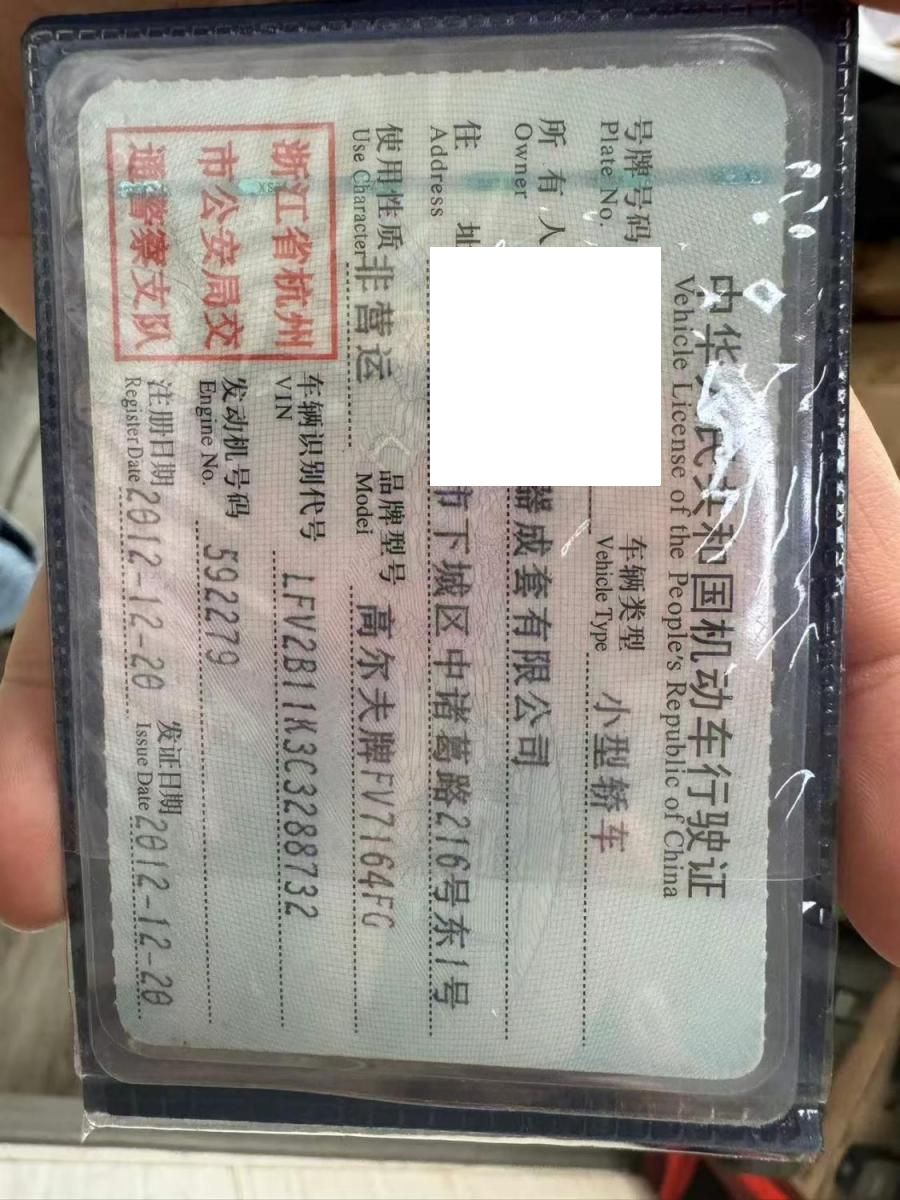 中华人民共和国机动车行驶证
Vehicle License of the People's Republic of China
号牌号码
Plate No.
车辆类型 小型轿车
Vehicle Type
所有人 器成套有限公司
Owner
住 址 市下城区中诸葛路216号东1号
Address
使用性质 非营运
Use Character
品牌型号 高尔夫牌FV7164FG
Model
浙江省杭州
市公安局交
通警察支队
车辆识别代号 LFV2B11K3C3288732
VIN
发动机号码 592279
Engine No.
注册日期 2012-12-20
Register Date
发证日期 2012-12-20
Issue Date